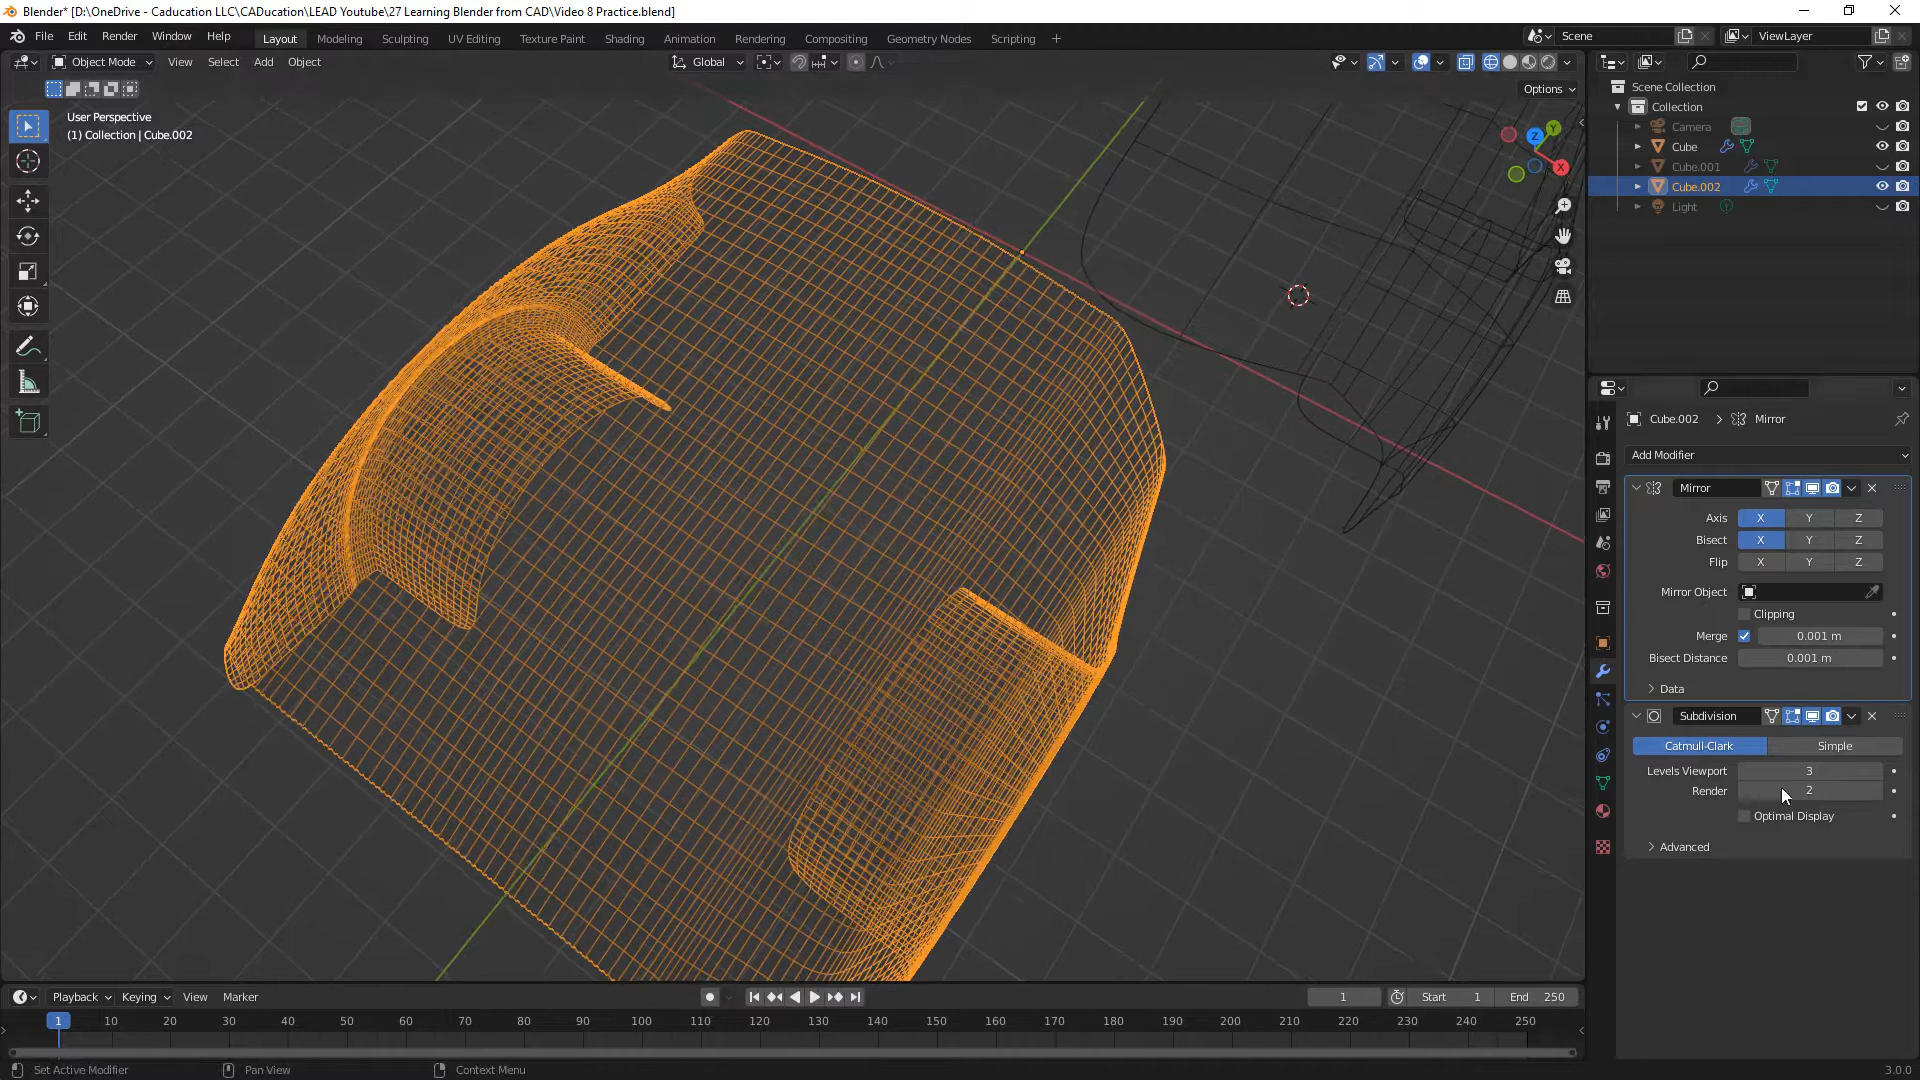 Blender* [D:\OneDrive - Caducation LLC\CADucation\LEAD Youtube\27 Learning Blender from CAD\Video 8 Practice.blend]
File Edit Render Window Help Layout Modeling Sculpting UV Editing Texture Paint Shading Animation Rendering Compositing Geometry Nodes Scripting + Scene ViewLayer
Object Mode View Select Add Object Global
Options
User Perspective
(1) Collection | Cube.002
Z Y X
Scene Collection
Collection
Camera
Cube
Cube.001
Cube.002
Light
Cube.002 > Mirror
Add Modifier
Mirror
Axis X Y Z
Bisect X Y Z
Flip X Y Z
Mirror Object
Clipping
Merge 0.001 m
Bisect Distance 0.001 m
Data
Subdivision
Catmull-Clark Simple
Levels Viewport 3
Render 2
Optimal Display
Advanced
Playback Keying View Marker 1 Start 1 End 250
1 10 20 30 40 50 60 70 80 90 100 110 120 130 140 150 160 170 180 190 200 210 220 230 240 250
Set Active Modifier Pan View Context Menu 3.0.0